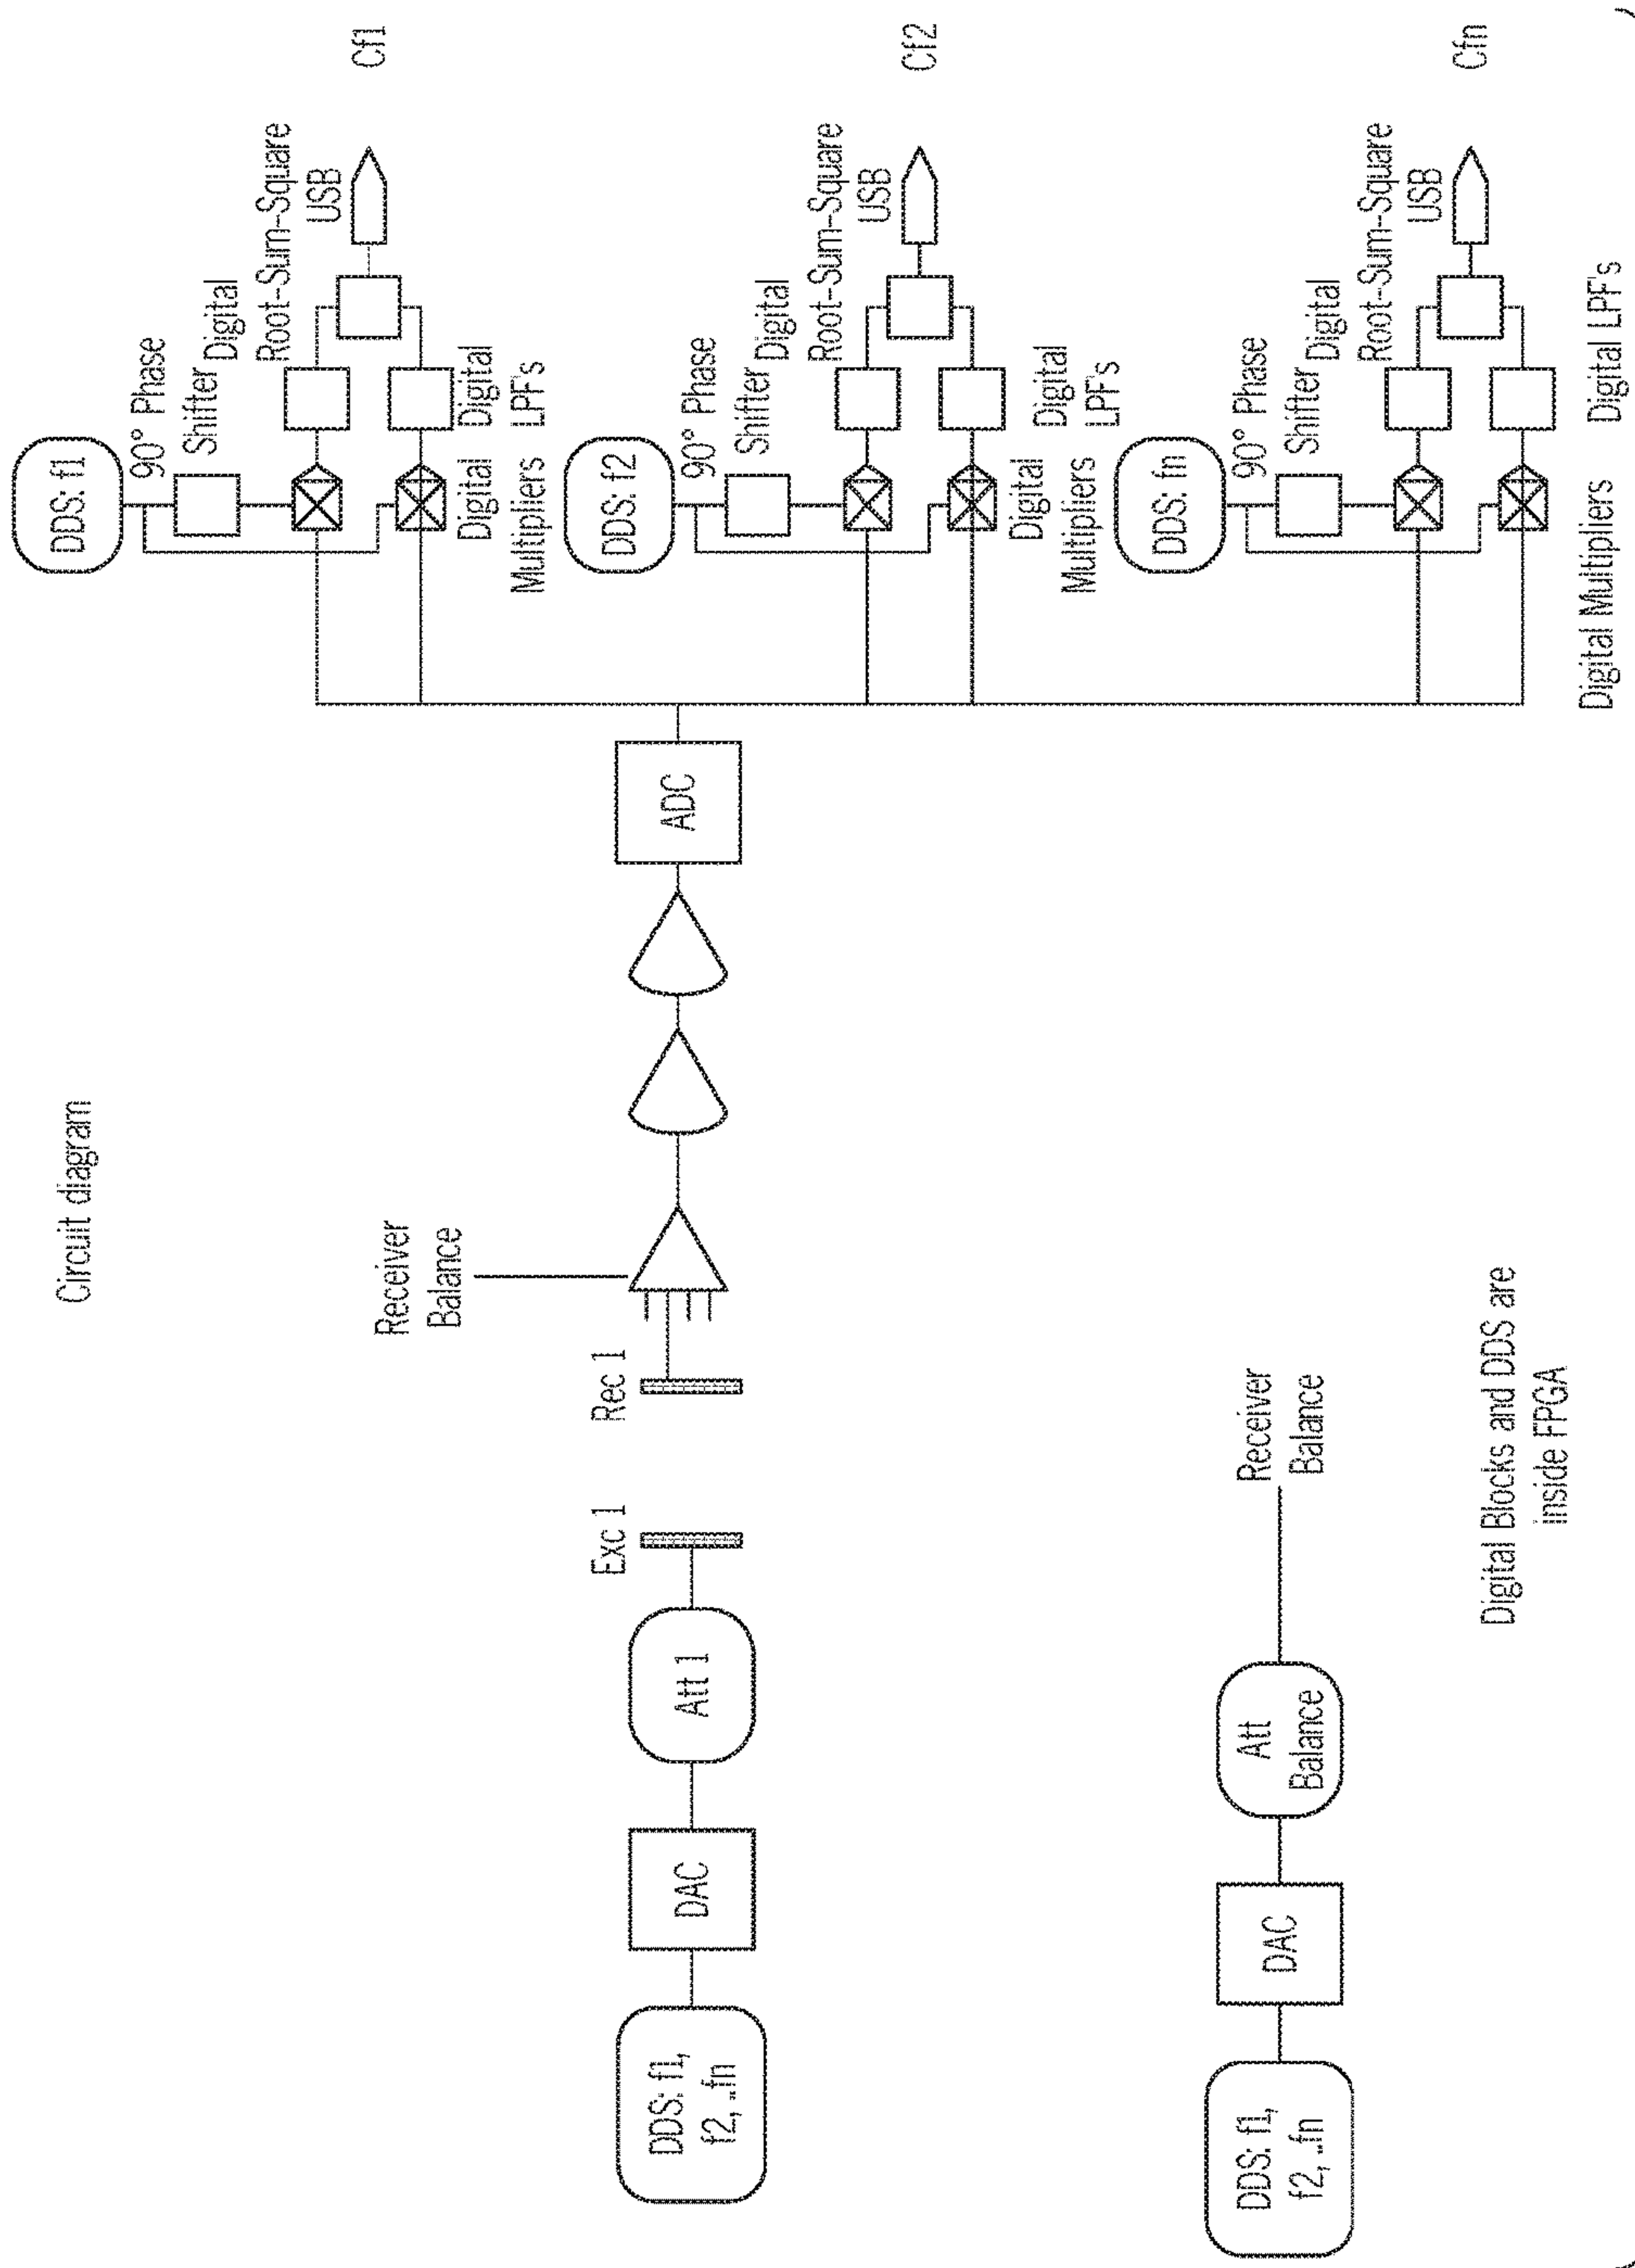 Circuit diagram
DDS: f1,
f2, ..fn
DAC
Att 1
Exc 1
Rec 1
Receiver
Balance
ADC
DDS: f1
90° Phase
Shifter
Digital
Root-Sum-Square
USB
Cf1
Digital
Multipliers
Digital
LPF's
DDS: f2
90° Phase
Shifter
Digital
Root-Sum-Square
USB
Cf2
Digital
Multipliers
Digital
LPF's
DDS: fn
90° Phase
Shifter
Digital
Root-Sum-Square
USB
Cfn
Digital Multipliers
Digital LPF's
DDS: f1,
f2, ..fn
DAC
Att
Balance
Receiver
Balance
Digital Blocks and DDS are
inside FPGA